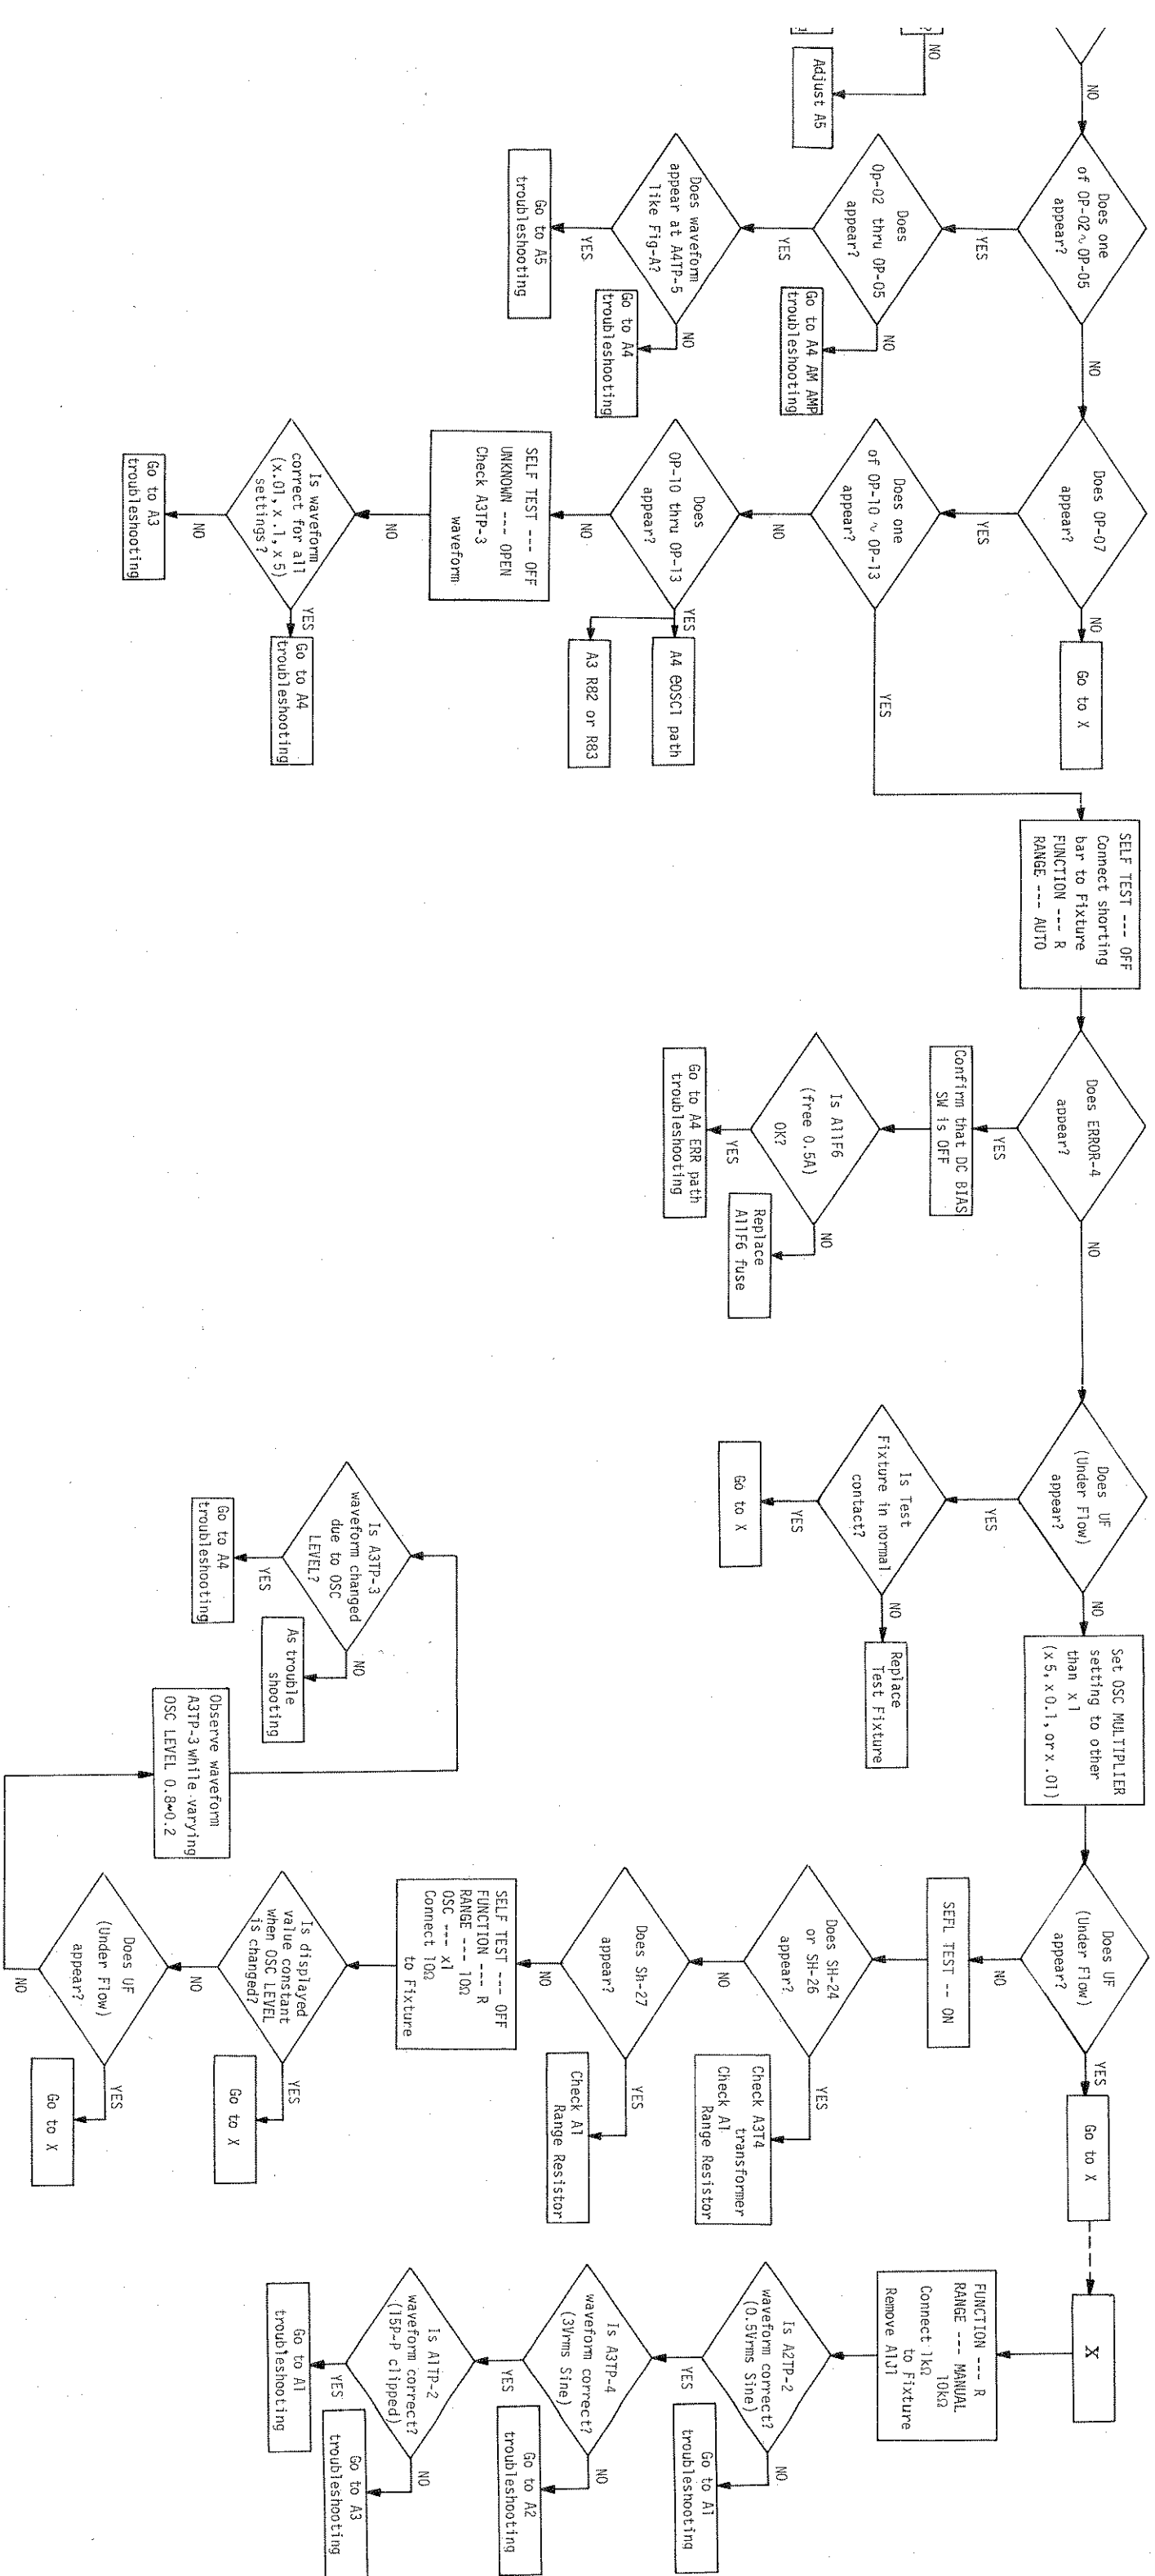 NO
NO
Adjust A5
Does one
of OP-02~OP-05
appear?
YES
NO
Does
Op-02 thru OP-05
appear?
YES
NO
Go to A4 AM AMP
troubleshooting
Does waveform
appear at A4TP-5
like Fig-A?
YES
NO
Go to A5
troubleshooting
Go to A4
troubleshooting
Does OP-07
appear?
YES
NO
Go to X
Does one
of OP-10 ~ OP-13
appear?
NO
YES
Does
OP-10 thru OP-13
appear?
NO
YES
A4 eOSC1 path
A3 R82 or R83
SELF TEST --- OFF
UNKNOWN --- OPEN
Check A3TP-3
waveform
NO
Is waveform
correct for all
(x.01, x .1, x 5)
settings?
NO
YES
Go to A3
troubleshooting
Go to A4
troubleshooting
SELF TEST --- OFF
Connect shorting
bar to Fixture
FUNCTION --- R
RANGE --- AUTO
Does ERROR-4
appear?
YES
NO
Confirm that DC BIAS
SW is OFF
Is A11F6
(free 0.5A)
OK?
YES
NO
Go to A4 ERR path
troubleshooting
Replace
A11F6 fuse
Does UF
(Under Flow)
appear?
YES
NO
Is Test
Fixture in normal
contact?
YES
NO
Go to X
Replace
Test Fixture
Set OSC MULTIPLIER
setting to other
than x 1
(x 5, x 0.1, or x .01)
Does UF
(Under Flow)
appear?
NO
YES
Go to X
SEFL TEST -- ON
Does SH-24
or SH-26
appear?
NO
YES
Check A3T4
transformer
Check A1
Range Resistor
Does Sh-27
appear?
NO
YES
Check A1
Range Resistor
SELF TEST --- OFF
FUNCTION --- R
RANGE --- 10Ω
OSC --- x1
Connect 10Ω
to Fixture
Is displayed
value constant
when OSC LEVEL
is changed?
NO
YES
Go to X
Does UF
(Under Flow)
appear?
NO
YES
Go to X
Observe waveform
A3TP-3 while varying
OSC LEVEL 0.8~0.2
Is A3TP-3
waveform changed
due to OSC
LEVEL?
YES
NO
Go to A4
troubleshooting
As trouble
shooting
X
FUNCTION --- R
RANGE --- MANUAL
10kΩ
Connect 1kΩ
to Fixture
Remove A1J1
Is A2TP-2
waveform correct?
(0.5Vrms Sine)
YES
NO
Go to A1
troubleshooting
Is A3TP-4
waveform correct?
(3Vrms Sine)
YES
NO
Go to A2
troubleshooting
Is A1TP-2
waveform correct?
(15P~P clipped)
YES
NO
Go to A1
troubleshooting
Go to A3
troubleshooting